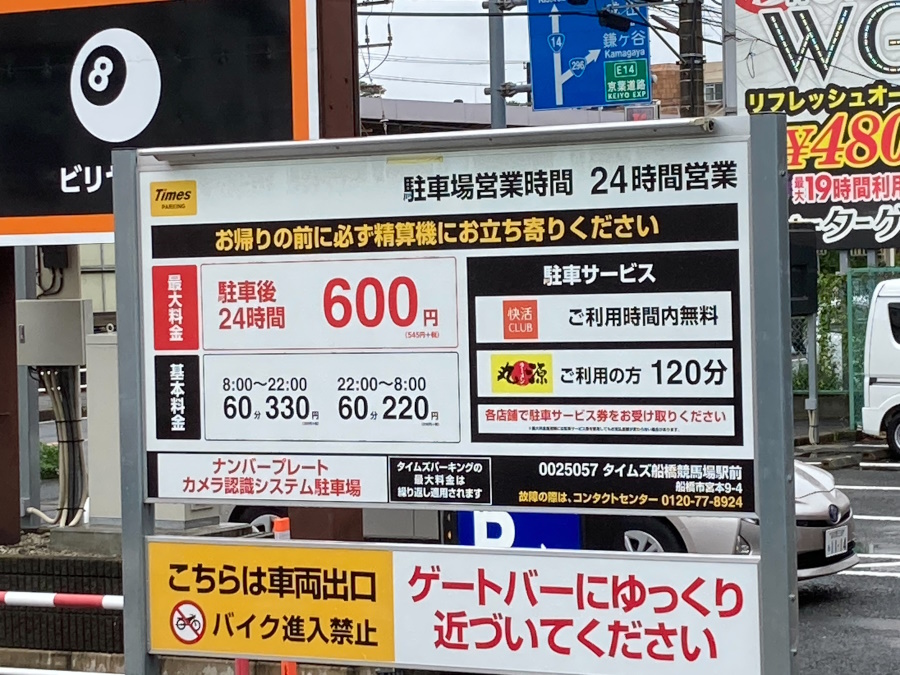 8
ビリヤ
14
296
鎌ヶ谷
Kamagaya
E14
京葉道路
KEIYO EXP
WG
リフレッシュオー
¥480
最大19時間利用
ーターグ
Times
PARKING
駐車場営業時間 24時間営業
お帰りの前に必ず精算機にお立ち寄りください
最大料金
駐車後
24時間
600円
(545円+税)
基本料金
8:00〜22:00
60分330円
22:00〜8:00
60分220円
駐車サービス
快活
CLUB
ご利用時間内無料
丸源
ご利用の方 120分
各店舗で駐車サービス券をお受け取りください
ナンバープレート
カメラ認識システム駐車場
タイムズパーキングの
最大料金は
繰り返し適用されます
0025057 タイムズ船橋競馬場駅前
船橋市宮本9-4
故障の際は、コンタクトセンター 0120-77-8924
P
こちらは車両出口
バイク進入禁止
ゲートバーにゆっくり
近づいてください